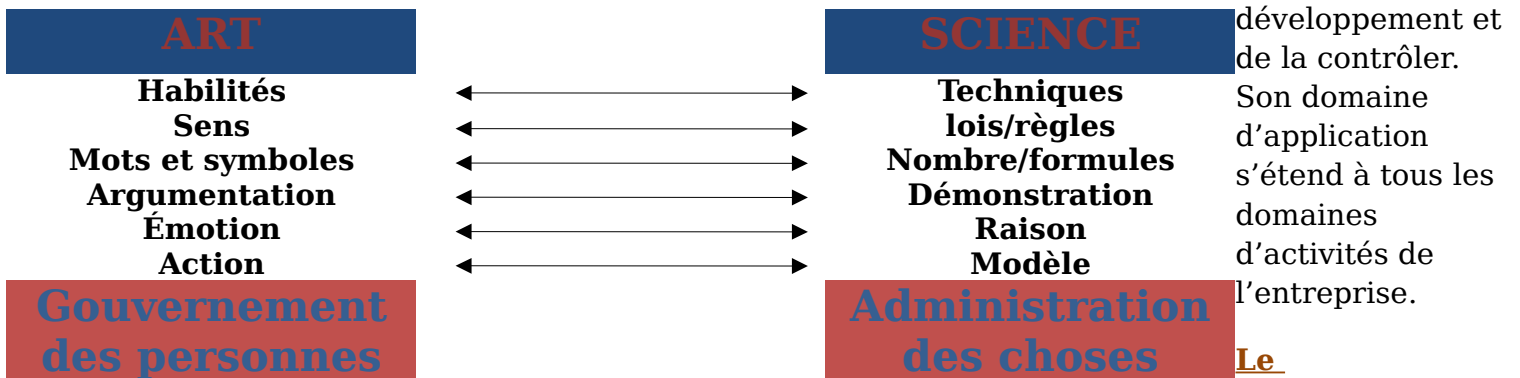 ART
Habilités
Sens
Mots et symboles
Argumentation
Émotion
Action
Gouvernement
des personnes
SCIENCE
Techniques
lois/règles
Nombre/formules
Démonstration
Raison
Modèle
Administration
des choses
développement et
de la contrôler.
Son domaine
d’application
s’étend à tous les
domaines
d’activités de
l’entreprise.
Le